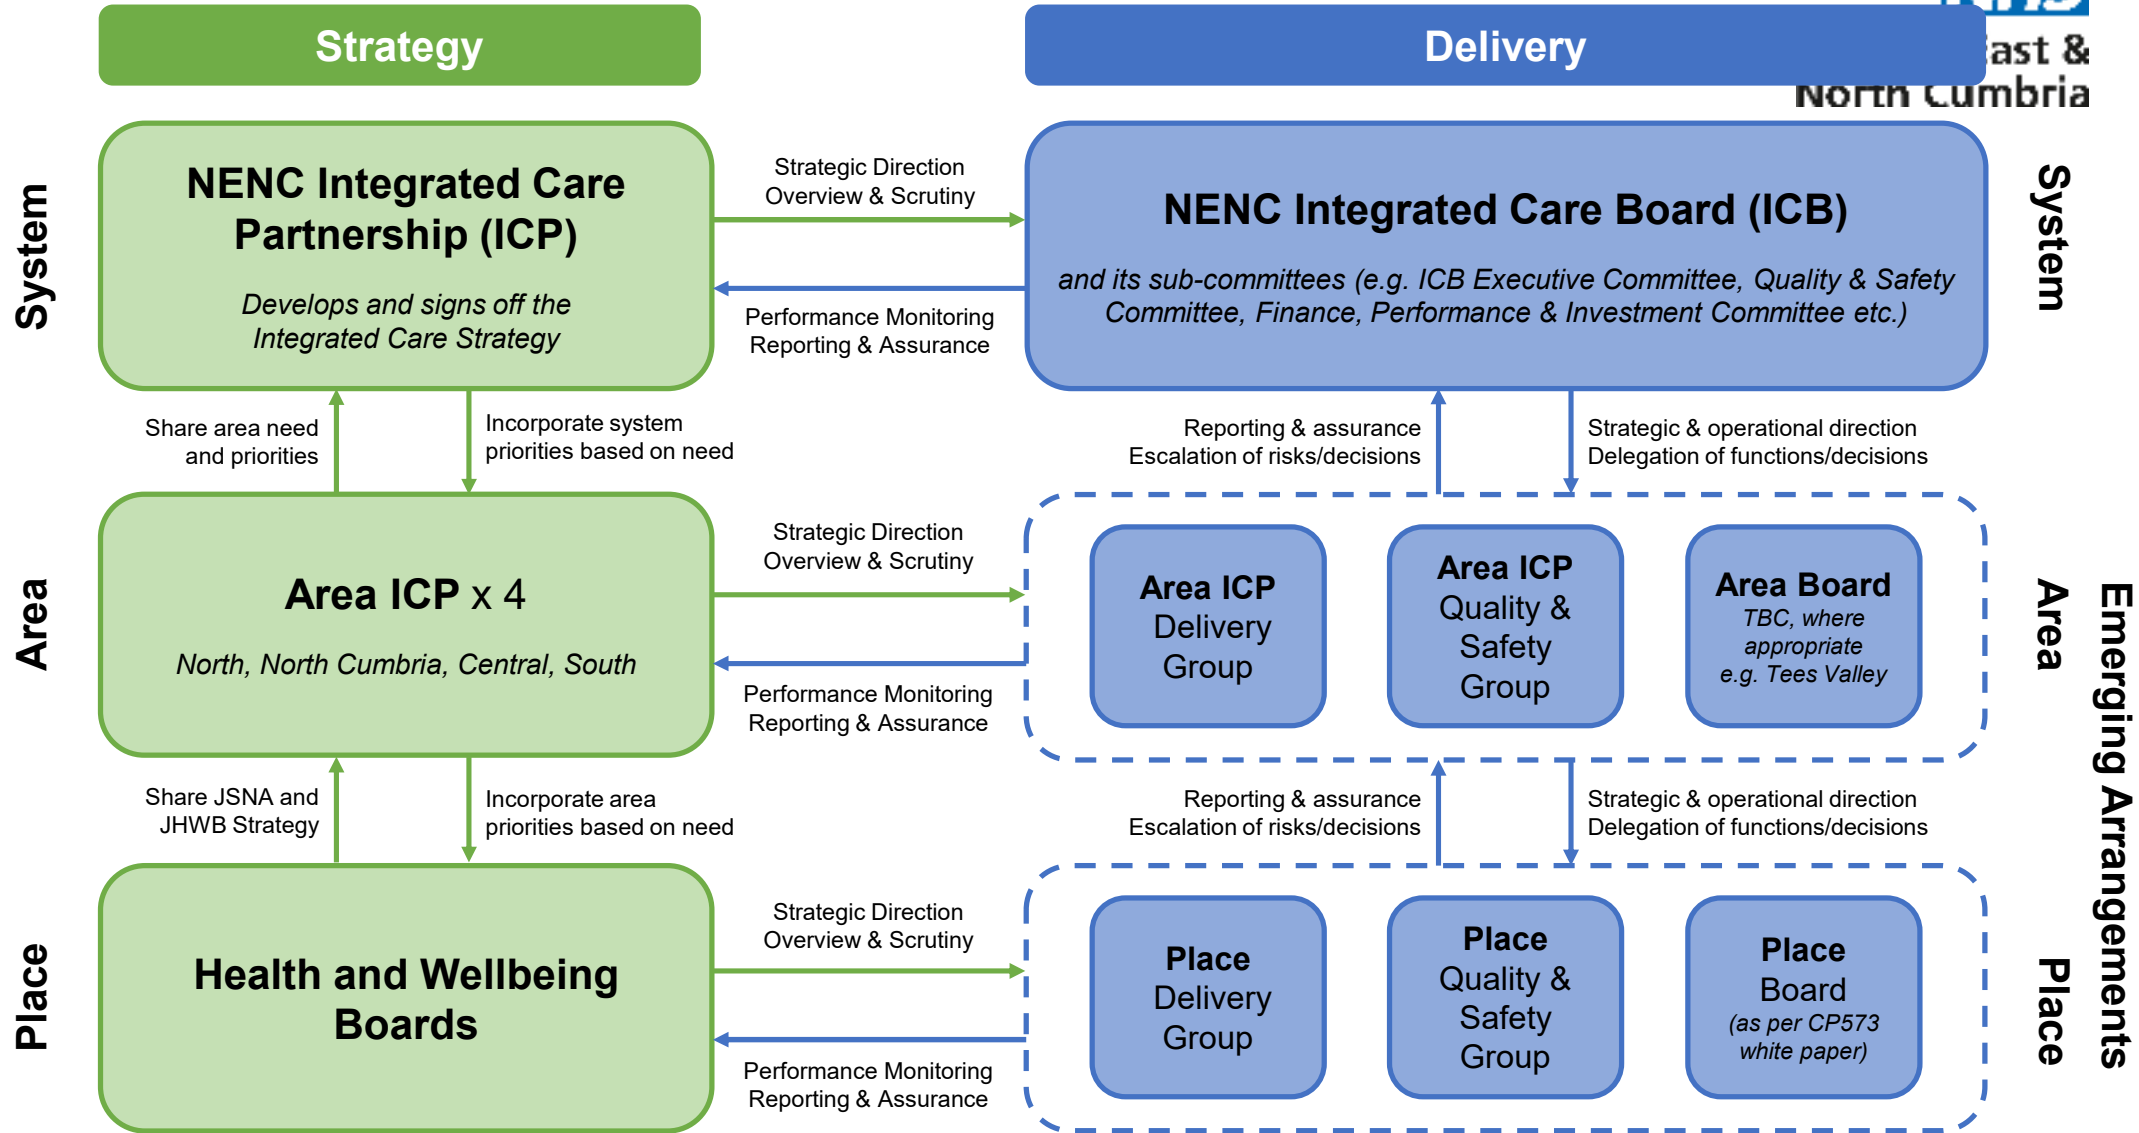 Strategy
Delivery
ast &
North Cumbria
System
NENC Integrated Care
Partnership (ICP)
Develops and signs off the
Integrated Care Strategy
Strategic Direction
Overview & Scrutiny
Performance Monitoring
Reporting & Assurance
NENC Integrated Care Board (ICB)
and its sub-committees (e.g. ICB Executive Committee, Quality & Safety
Committee, Finance, Performance & Investment Committee etc.)
System
Share area need
and priorities
Incorporate system
priorities based on need
Reporting & assurance
Escalation of risks/decisions
Strategic & operational direction
Delegation of functions/decisions
Area
Area ICP x 4
North, North Cumbria, Central, South
Strategic Direction
Overview & Scrutiny
Performance Monitoring
Reporting & Assurance
Area ICP
Delivery
Group
Area ICP
Quality &
Safety
Group
Area Board
TBC, where
appropriate
e.g. Tees Valley
Area
Emerging Arrangements
Share JSNA and
JHWB Strategy
Incorporate area
priorities based on need
Reporting & assurance
Escalation of risks/decisions
Strategic & operational direction
Delegation of functions/decisions
Place
Health and Wellbeing
Boards
Strategic Direction
Overview & Scrutiny
Performance Monitoring
Reporting & Assurance
Place
Delivery
Group
Place
Quality &
Safety
Group
Place
Board
(as per CP573
white paper)
Place